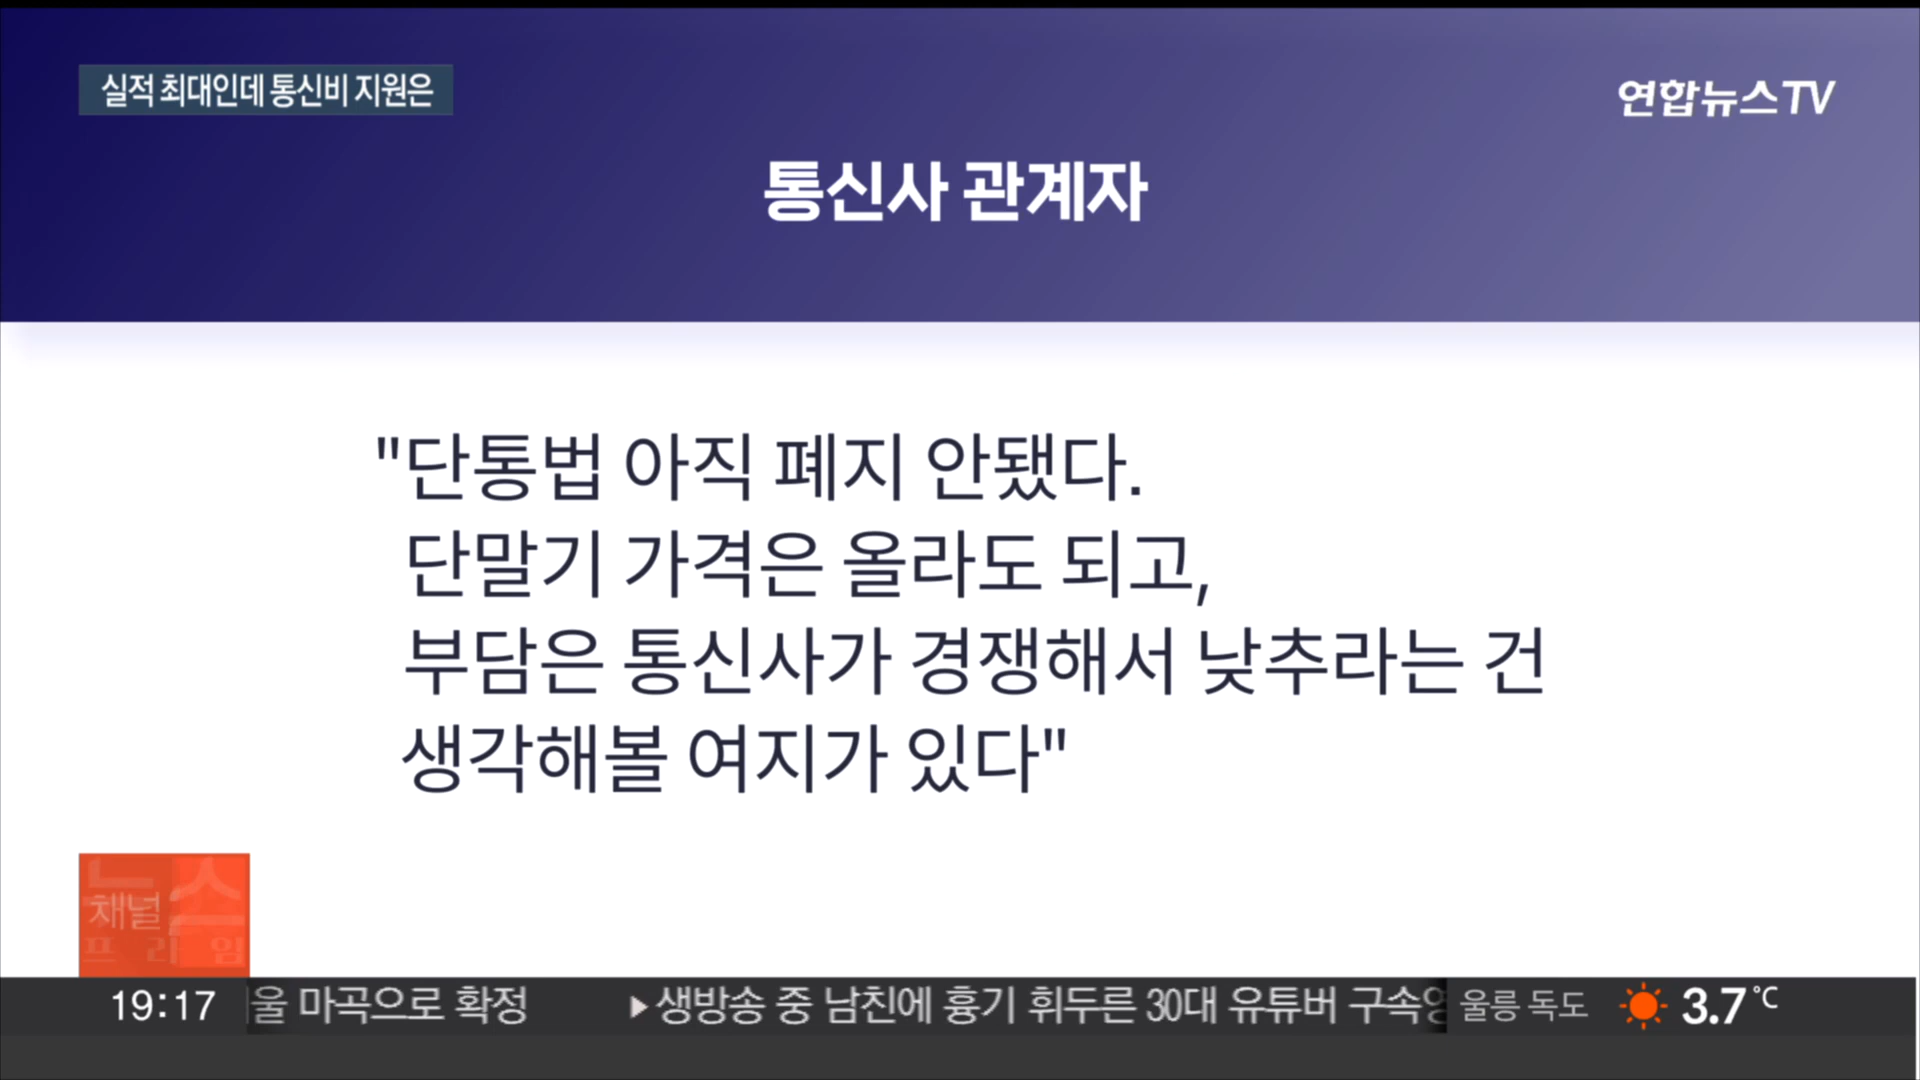 실적 최대인데 통신비 지원은
연합뉴스TV
통신사 관계자
"단통법 아직 폐지 안됐다.
단말기 가격은 올라도 되고,
부담은 통신사가 경쟁해서 낮추라는 건
생각해볼 여지가 있다"
채널
프라임
19:17
마곡으로 확정 ▶생방송 중 남친에 흉기 휘두른 30대 유튜버
울릉 독도
3.7℃